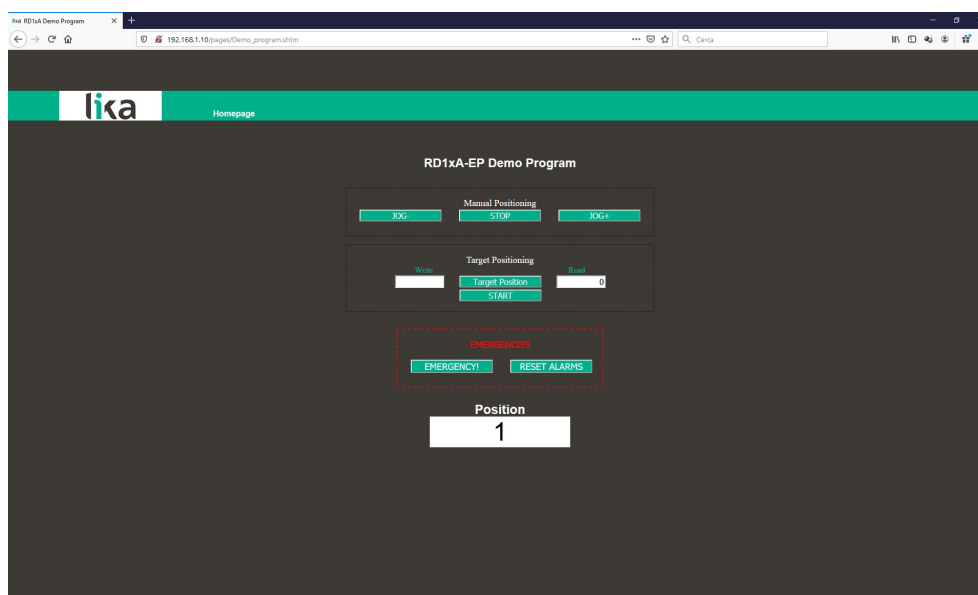 lika RD1xA Demo Program
192.168.1.10/pages/Demo_program.shtm
Cerca
lika
Homepage
RD1xA-EP Demo Program
Manual Positioning
JOG- STOP JOG+
Target Positioning
Write Read
Target Position 0
START
EMERGENCIES
EMERGENCY! RESET ALARMS
Position
1